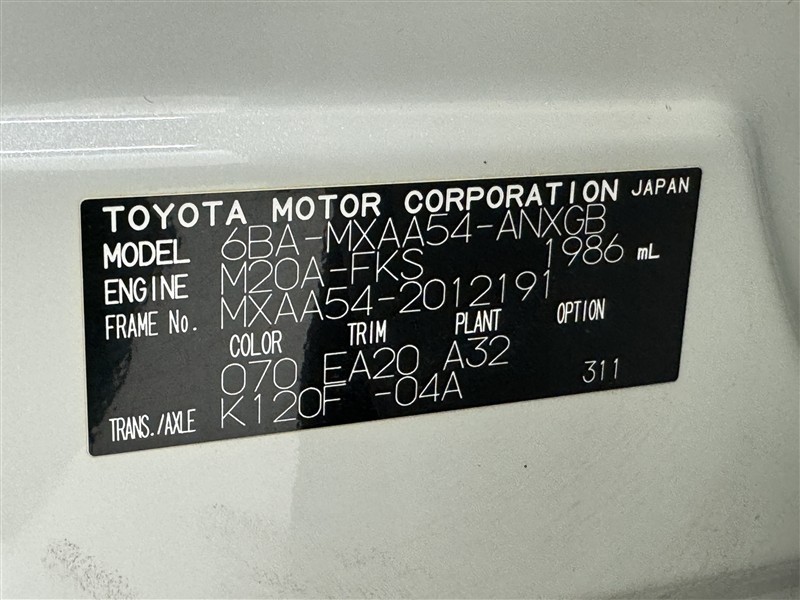 TOYOTA MOTOR CORPORATION JAPAN
MODEL 6BA-MXAA54-ANXGB
ENGINE M20A-FKS 1986 mL
FRAME No. MXAA54-2012191
COLOR TRIM PLANT OPTION
070 EA20 A32
TRANS./AXLE K120F -04A 311